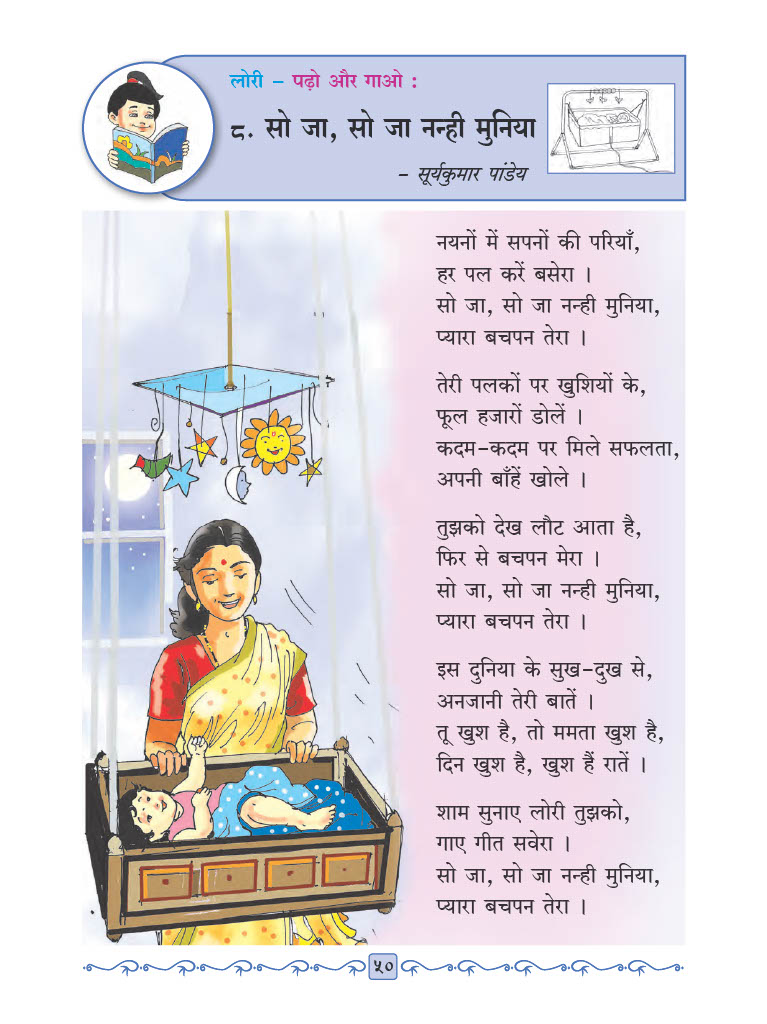 लोरी – पढ़ो और गाओ :
८. सो जा, सो जा नन्ही मुनिया
– सूर्यकुमार पांडेय
नयनों में सपनों की परियाँ,
हर पल करें बसेरा ।
सो जा, सो जा नन्ही मुनिया,
प्यारा बचपन तेरा ।
तेरी पलकों पर खुशियों के,
फूल हजारों डोलें ।
कदम-कदम पर मिले सफलता,
अपनी बाँहें खोले ।
तुझको देख लौट आता है,
फिर से बचपन मेरा ।
सो जा, सो जा नन्ही मुनिया,
प्यारा बचपन तेरा ।
इस दुनिया के सुख-दुख से,
अनजानी तेरी बातें ।
तू खुश है, तो ममता खुश है,
दिन खुश है, खुश हैं रातें ।
शाम सुनाए लोरी तुझको,
गाए गीत सवेरा ।
सो जा, सो जा नन्ही मुनिया,
प्यारा बचपन तेरा ।
५०